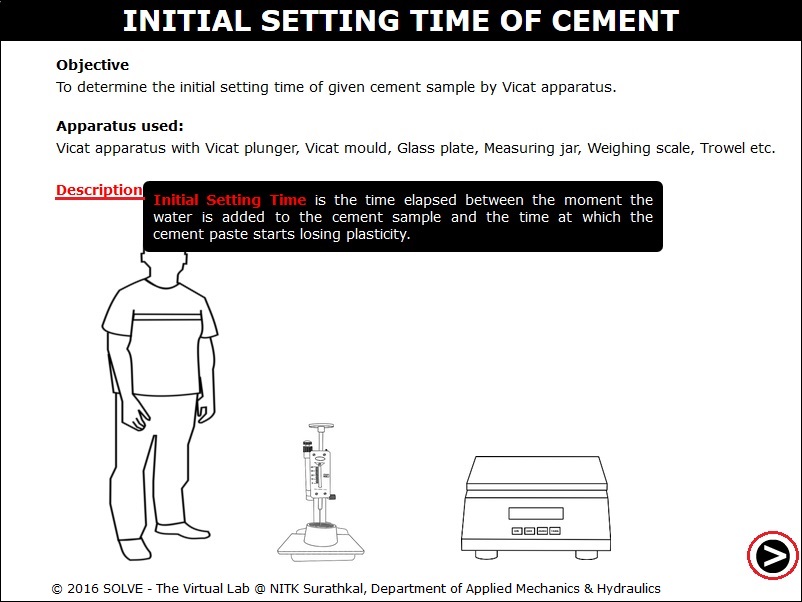 INITIAL SETTING TIME OF CEMENT
Objective
To determine the initial setting time of given cement sample by Vicat apparatus.
Apparatus used:
Vicat apparatus with Vicat plunger, Vicat mould, Glass plate, Measuring jar, Weighing scale, Trowel etc.
Description
Initial Setting Time is the time elapsed between the moment the
water is added to the cement sample and the time at which the
cement paste starts losing plasticity.
© 2016 SOLVE - The Virtual Lab @ NITK Surathkal, Department of Applied Mechanics & Hydraulics